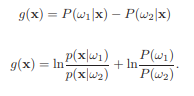 g(x) = P(ω₁|x) − P(ω₂|x)
g(x) = ln p(x|ω₁)/p(x|ω₂) + ln P(ω₁)/P(ω₂).